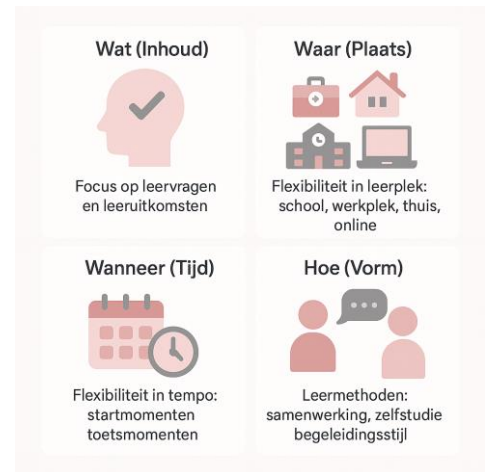 Wat (Inhoud)
Focus op leervragen
en leeruitkomsten
Waar (Plaats)
Flexibiliteit in leerplek:
school, werkplek, thuis,
online
Wanneer (Tijd)
Flexibiliteit in tempo:
startmomenten
toetsmomenten
Hoe (Vorm)
Leermethoden:
samenwerking, zelfstudie
begeleidingsstijl